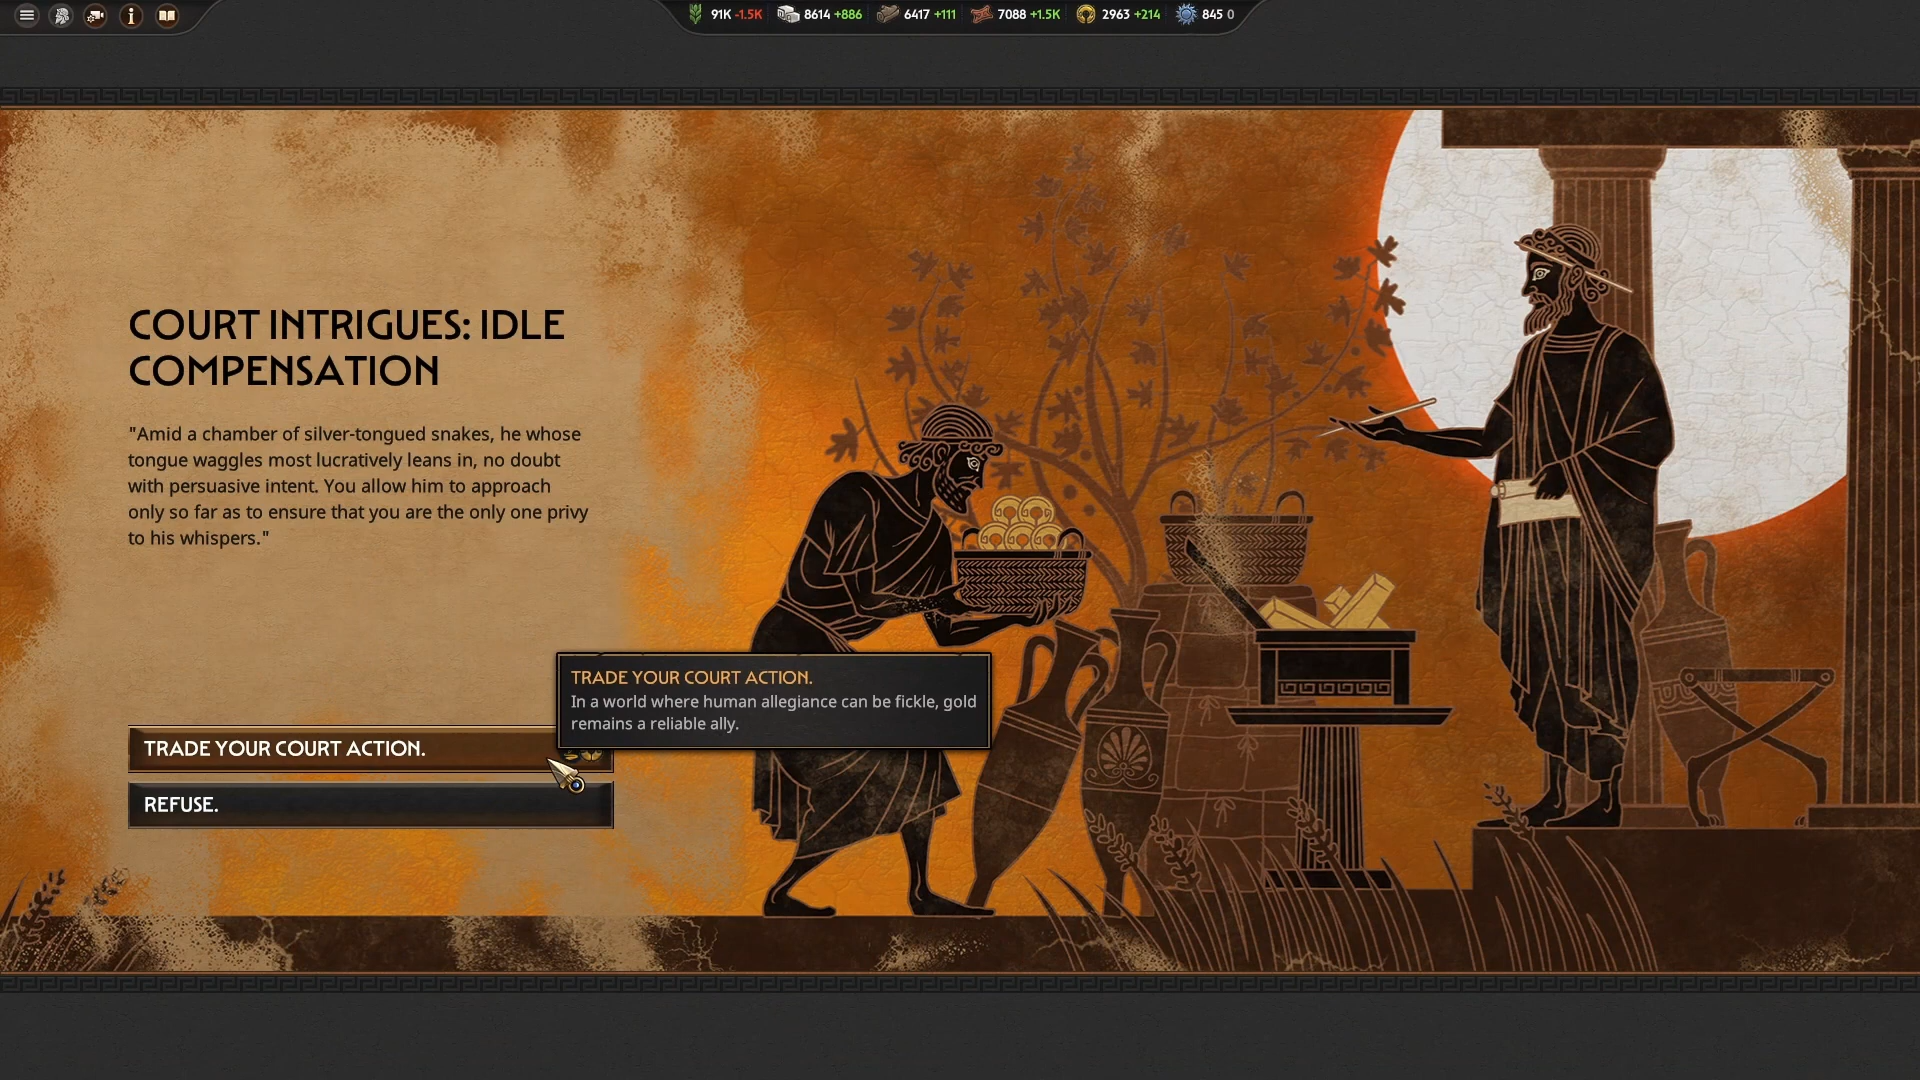 91K -1.5K 8614 +886 6417 +111 7088 +1.5K 2963 +214 845 0
COURT INTRIGUES: IDLE
COMPENSATION
"Amid a chamber of silver-tongued snakes, he whose
tongue waggles most lucratively leans in, no doubt
with persuasive intent. You allow him to approach
only so far as to ensure that you are the only one privy
to his whispers."
TRADE YOUR COURT ACTION.
In a world where human allegiance can be fickle, gold
remains a reliable ally.
TRADE YOUR COURT ACTION.
REFUSE.